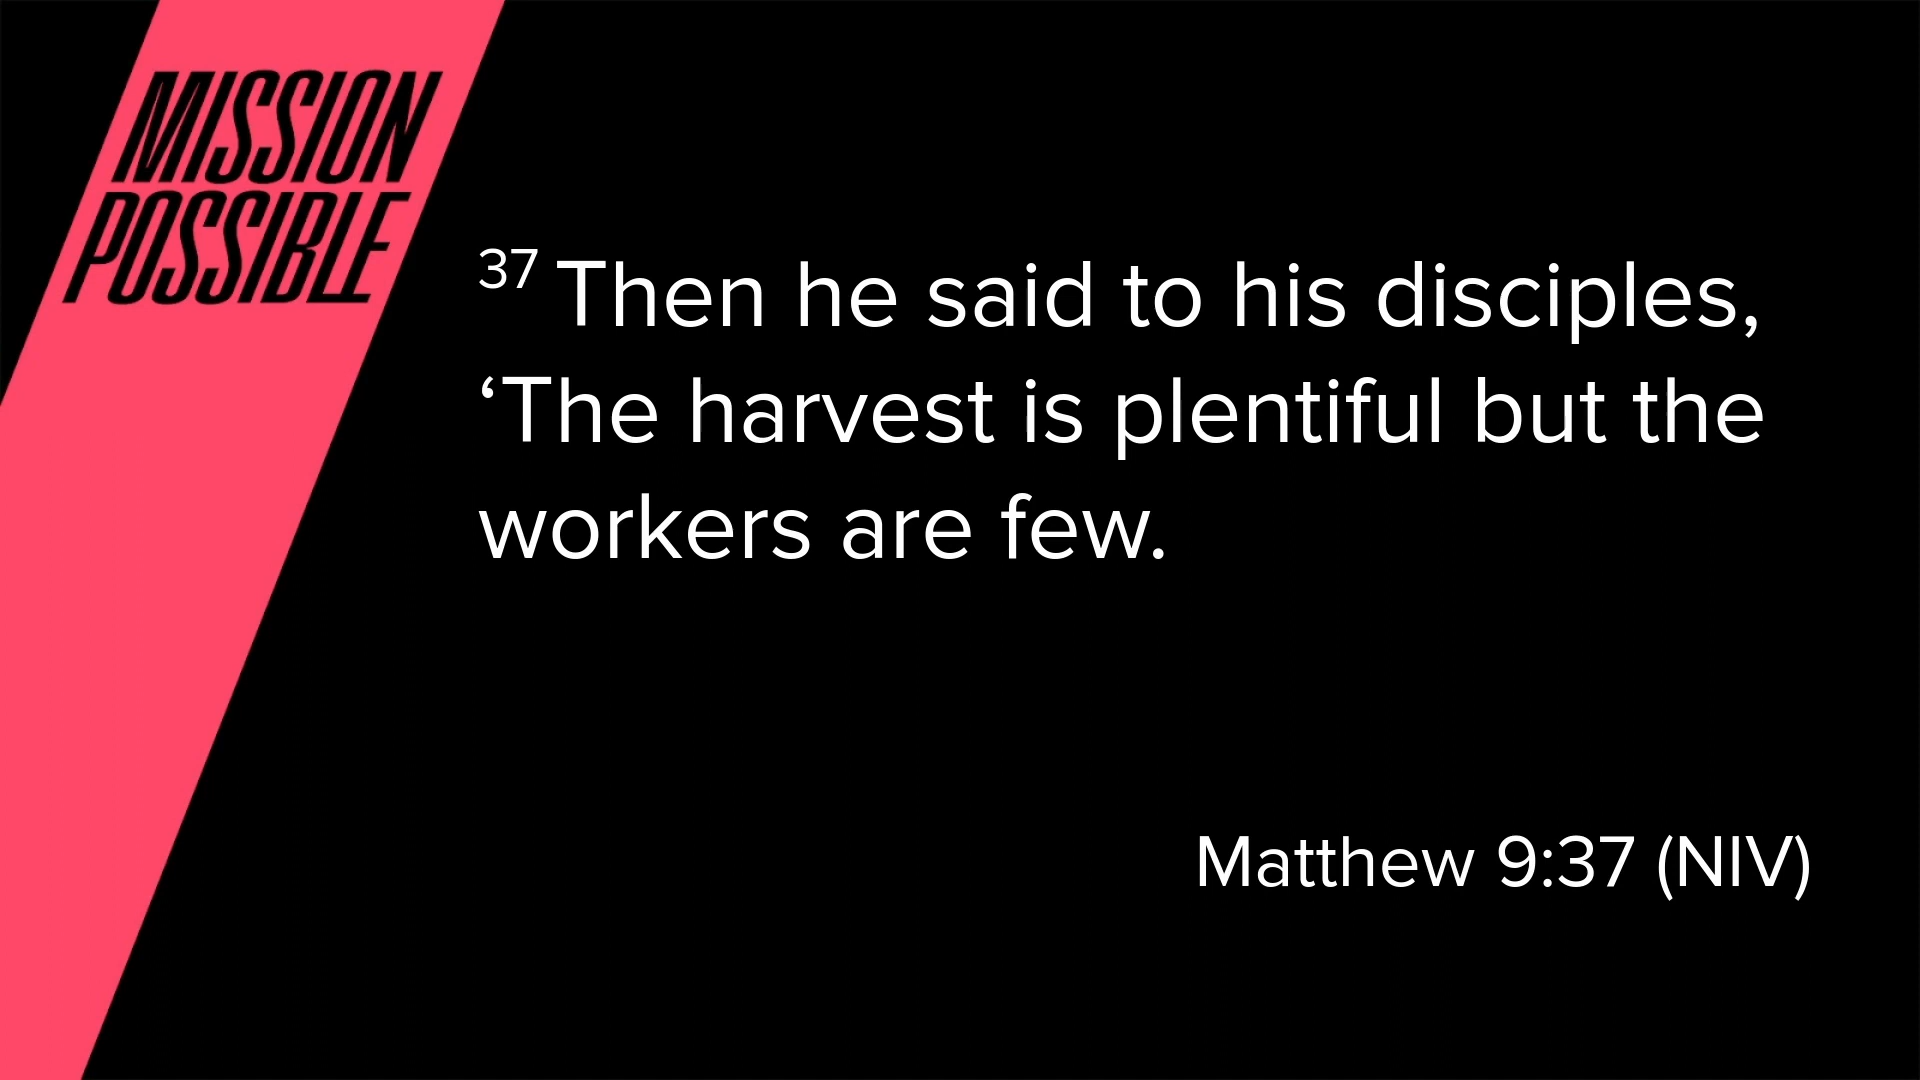 MISSION
POSSIBLE
37 Then he said to his disciples,
‘The harvest is plentiful but the
workers are few.
Matthew 9:37 (NIV)